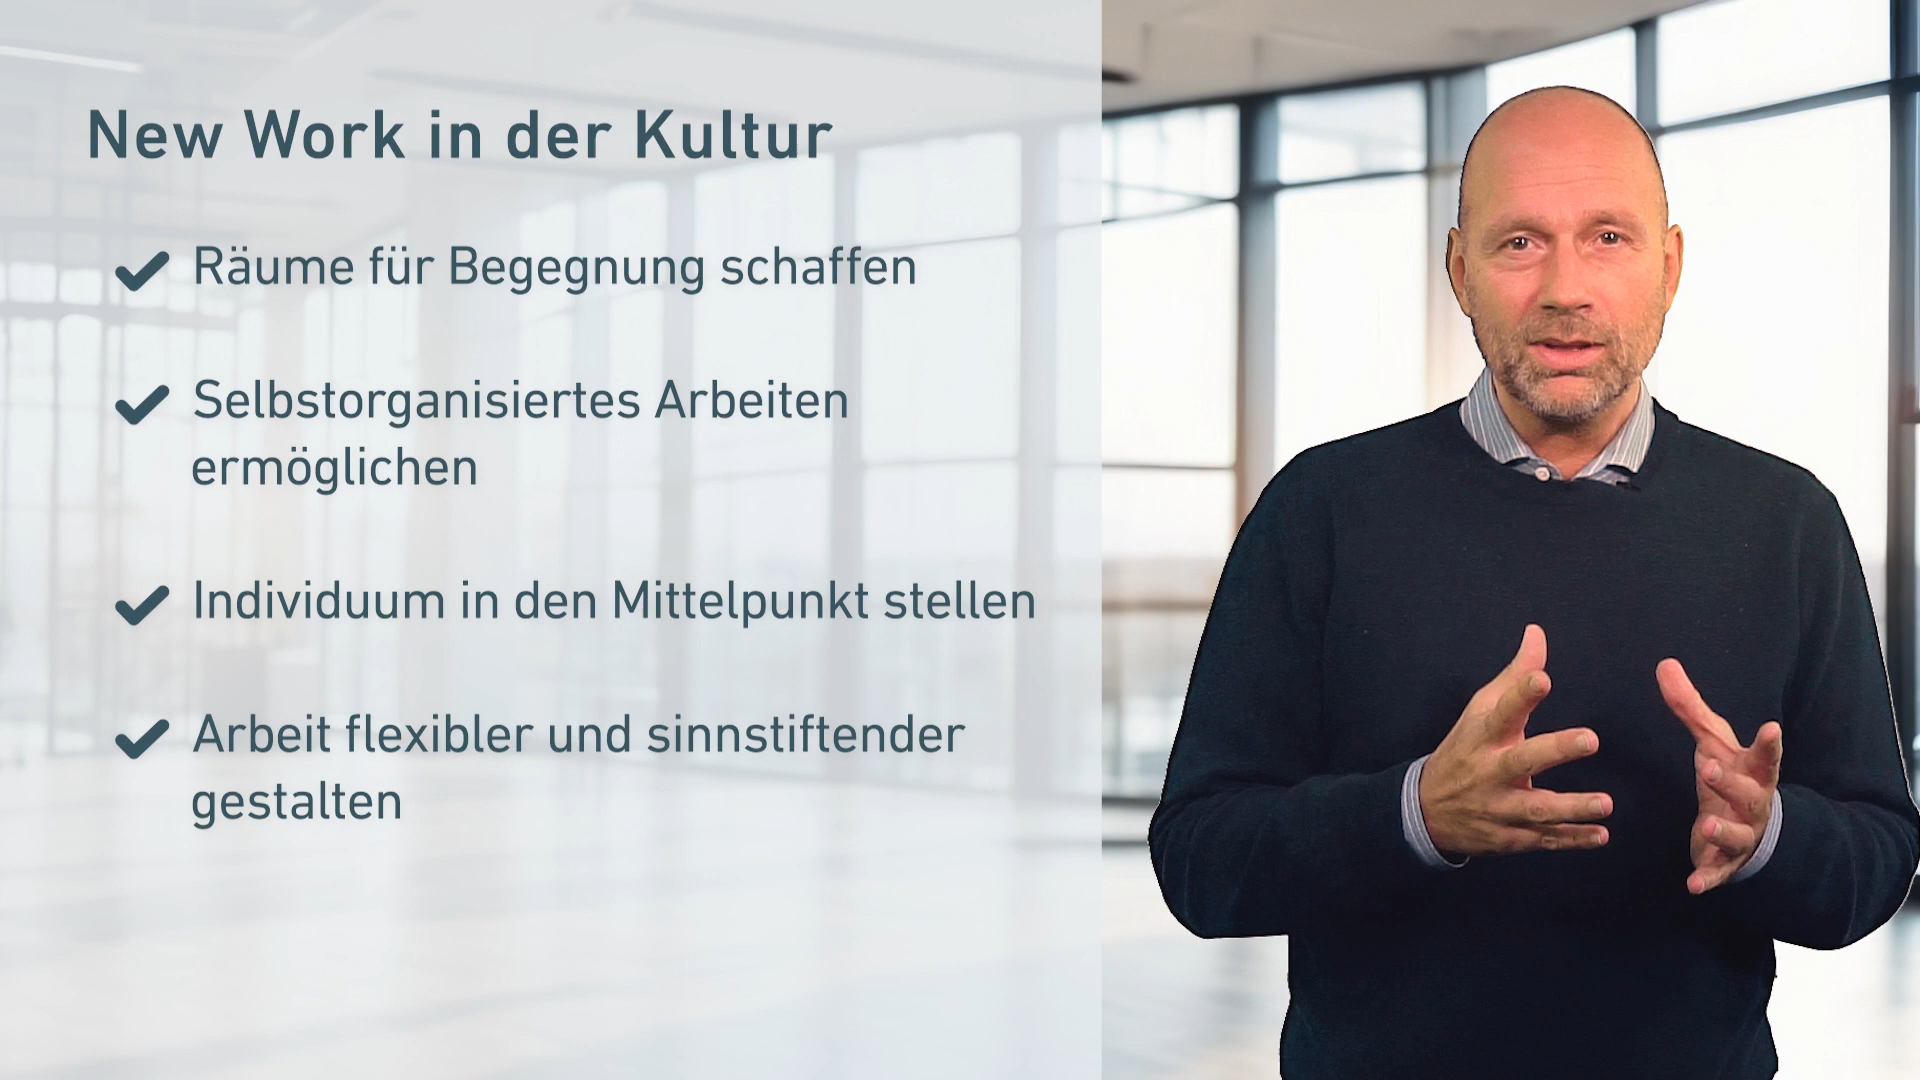 New Work in der Kultur
Räume für Begegnung schaffen
Selbstorganisiertes Arbeiten
ermöglichen
Individuum in den Mittelpunkt stellen
Arbeit flexibler und sinnstiftender
gestalten